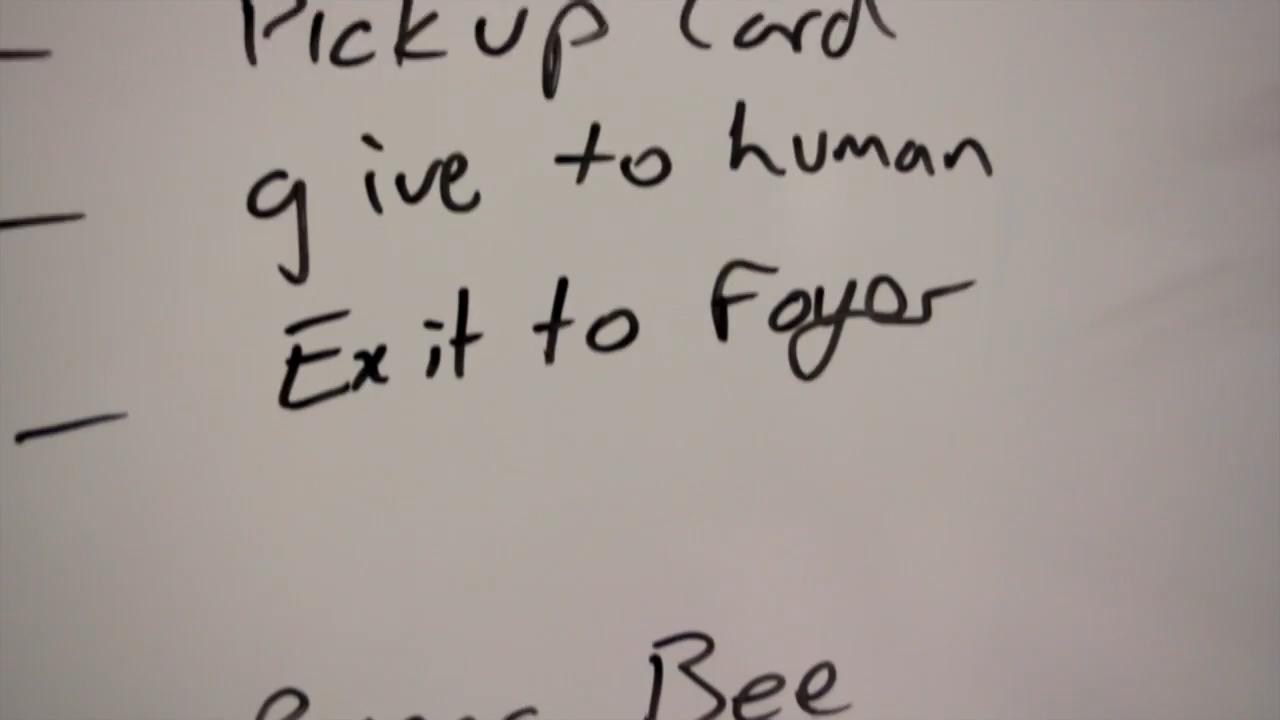 – Pickup Card
– give to human
– Exit to Foyer
Bee